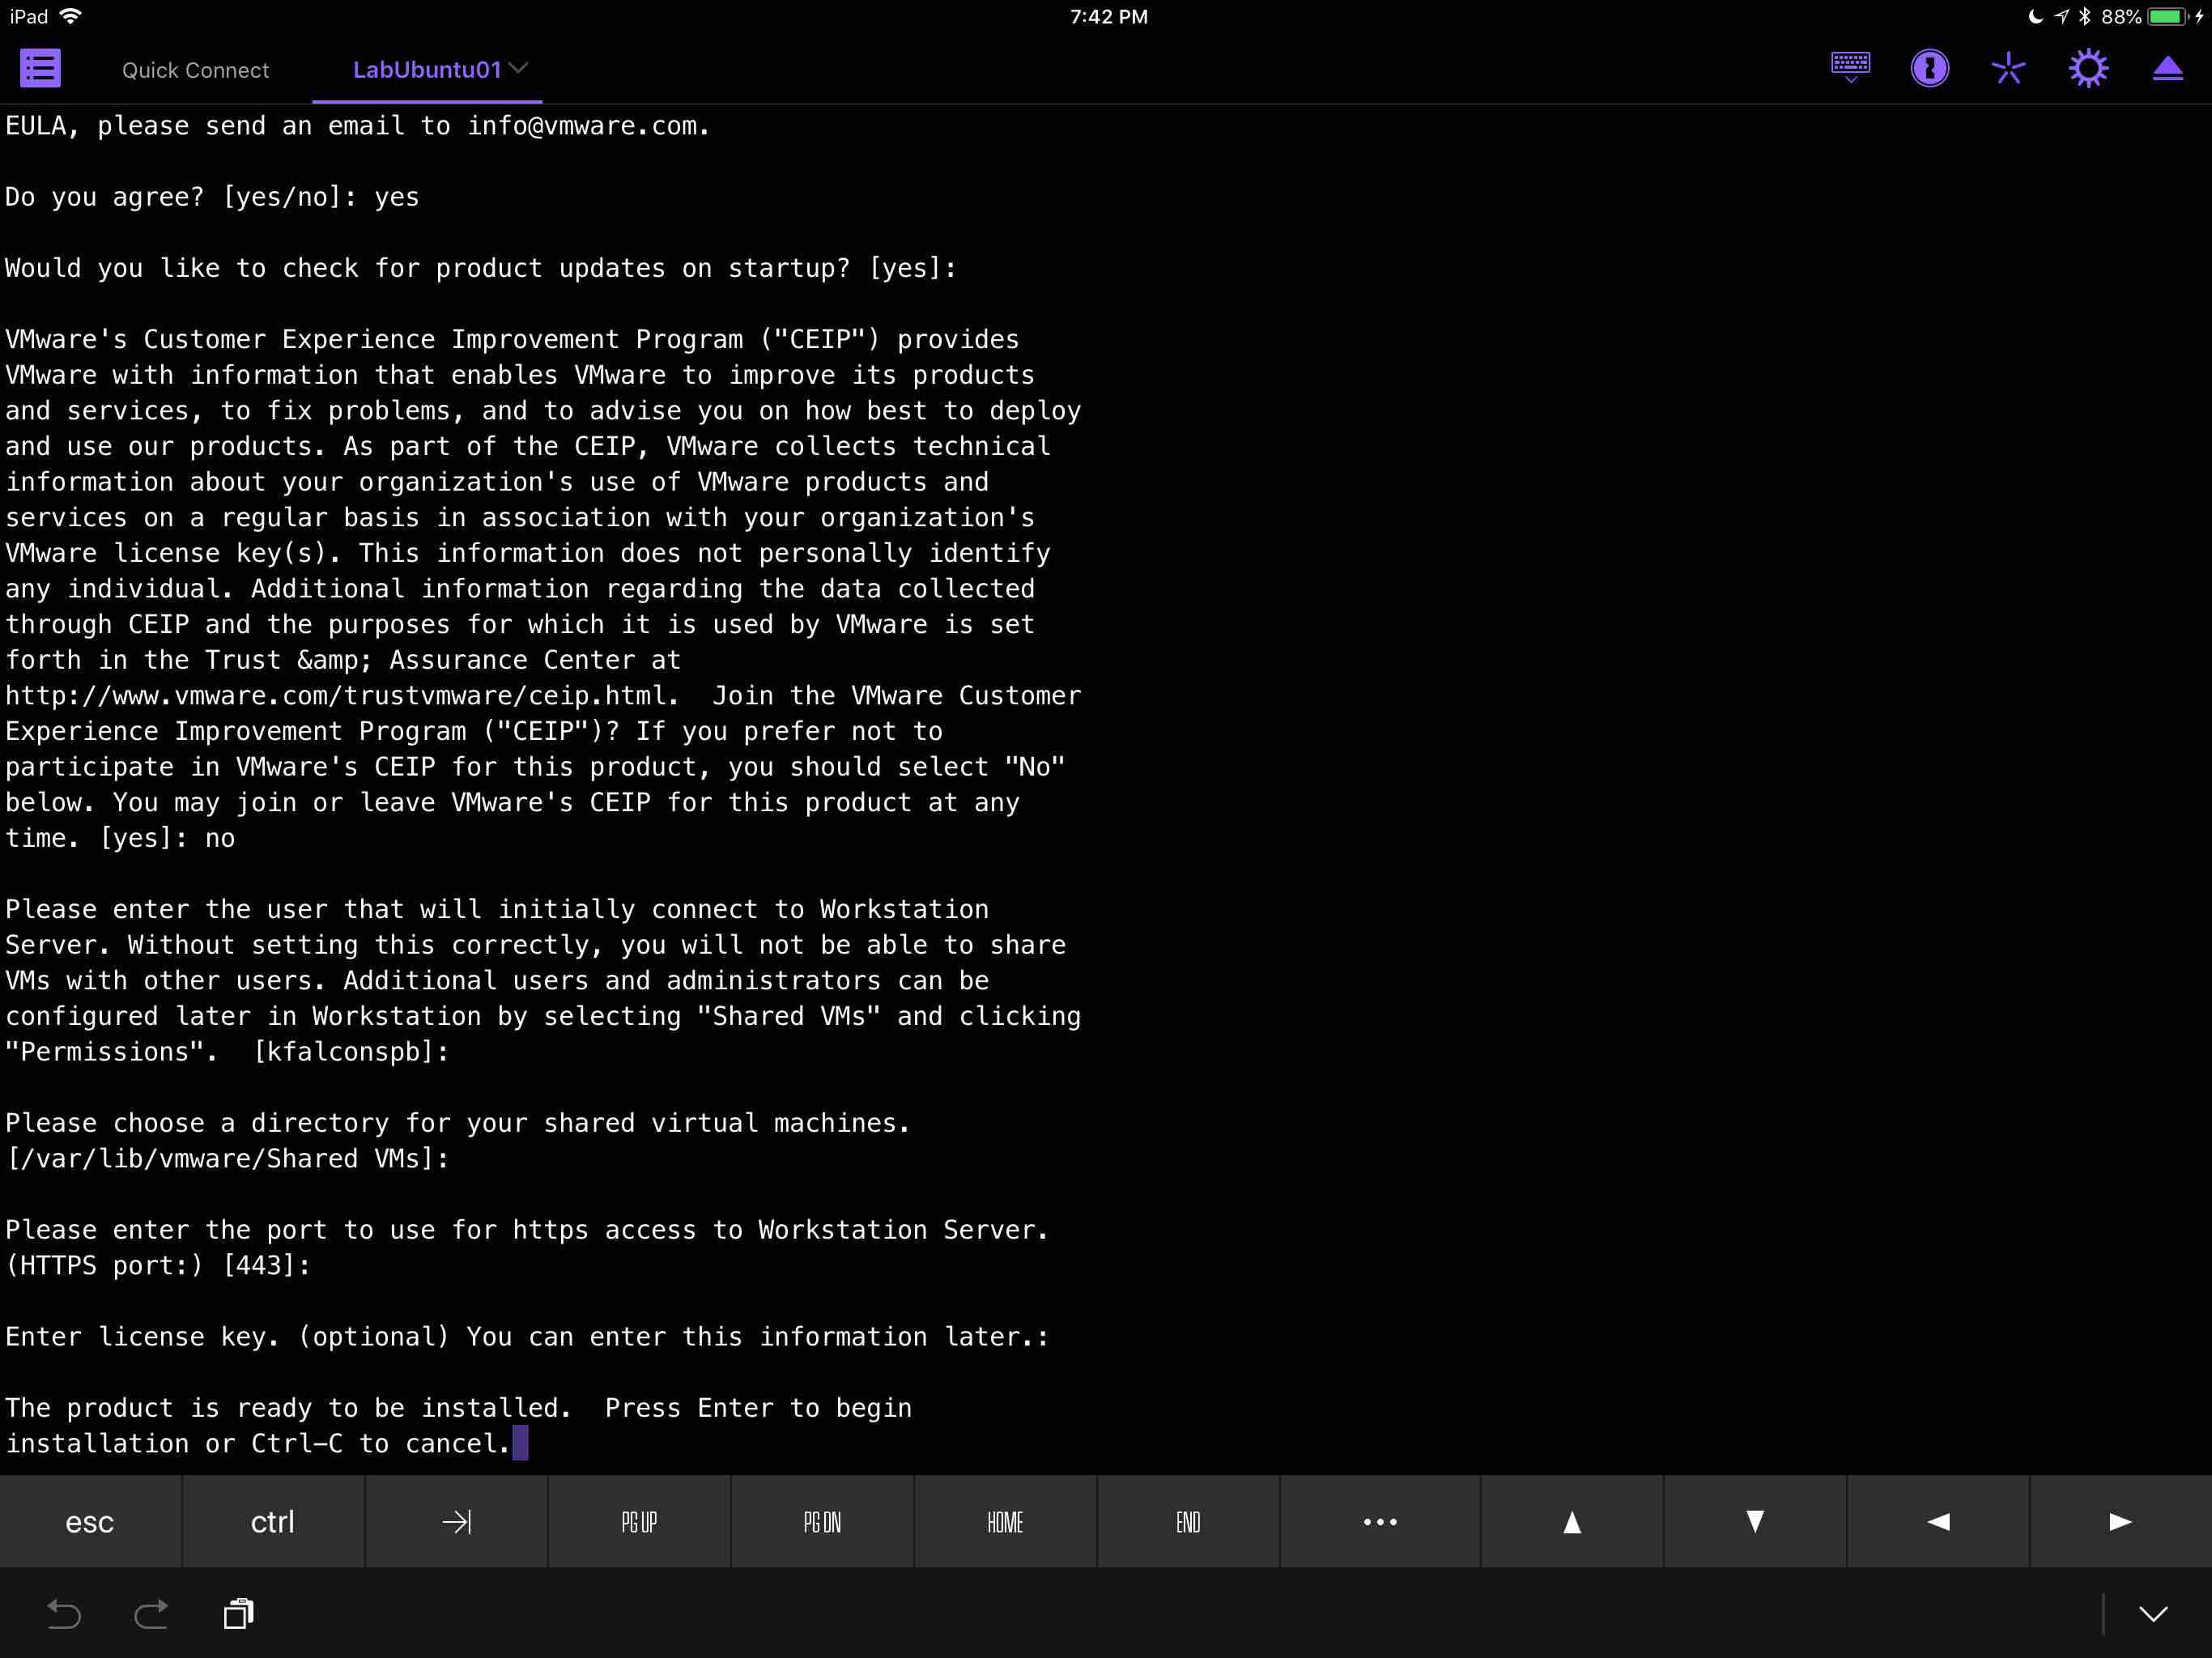 iPad 7:42 PM 88%
Quick Connect LabUbuntu01
EULA, please send an email to info@vmware.com.
Do you agree? [yes/no]: yes
Would you like to check for product updates on startup? [yes]:
VMware's Customer Experience Improvement Program ("CEIP") provides
VMware with information that enables VMware to improve its products
and services, to fix problems, and to advise you on how best to deploy
and use our products. As part of the CEIP, VMware collects technical
information about your organization's use of VMware products and
services on a regular basis in association with your organization's
VMware license key(s). This information does not personally identify
any individual. Additional information regarding the data collected
through CEIP and the purposes for which it is used by VMware is set
forth in the Trust &amp; Assurance Center at
http://www.vmware.com/trustvmware/ceip.html.  Join the VMware Customer
Experience Improvement Program ("CEIP")? If you prefer not to
participate in VMware's CEIP for this product, you should select "No"
below. You may join or leave VMware's CEIP for this product at any
time. [yes]: no
Please enter the user that will initially connect to Workstation
Server. Without setting this correctly, you will not be able to share
VMs with other users. Additional users and administrators can be
configured later in Workstation by selecting "Shared VMs" and clicking
"Permissions".  [kfalconspb]:
Please choose a directory for your shared virtual machines.
[/var/lib/vmware/Shared VMs]:
Please enter the port to use for https access to Workstation Server.
(HTTPS port:) [443]:
Enter license key. (optional) You can enter this information later.:
The product is ready to be installed.  Press Enter to begin
installation or Ctrl-C to cancel.
esc ctrl PG UP PG DN HOME END •••